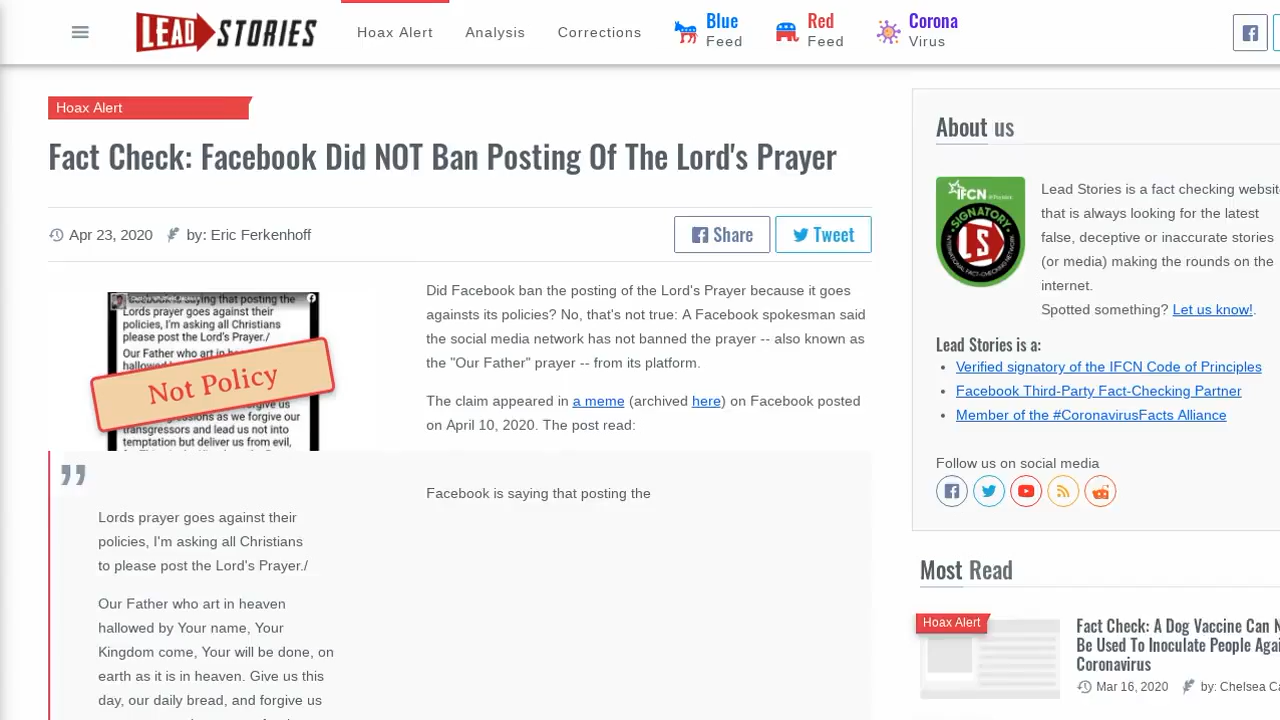 LEAD STORIES
Hoax Alert
Analysis
Corrections
Blue
Feed
Red
Feed
Corona
Virus
Hoax Alert
Fact Check: Facebook Did NOT Ban Posting Of The Lord's Prayer
Apr 23, 2020 by: Eric Ferkenhoff
Share
Tweet
saying that posting the
Lords prayer goes against their
policies, I'm asking all Christians
please post the Lord's Prayer./
Our Father who art in
Not Policy
give us
as we forgive our
transgressors and lead us not into
temptation but deliver us from evil,
Did Facebook ban the posting of the Lord's Prayer because it goes
againsts its policies? No, that's not true: A Facebook spokesman said
the social media network has not banned the prayer -- also known as
the "Our Father" prayer -- from its platform.
The claim appeared in a meme (archived here) on Facebook posted
on April 10, 2020. The post read:
Facebook is saying that posting the
Lords prayer goes against their
policies, I'm asking all Christians
to please post the Lord's Prayer./
Our Father who art in heaven
hallowed by Your name, Your
Kingdom come, Your will be done, on
earth as it is in heaven. Give us this
day, our daily bread, and forgive us
About us
IFCN
SIGNATORY
LS
INTERNATIONAL FACT-CHECKING NETWORK
Lead Stories is a fact checking
that is always looking for the latest
false, deceptive or inaccurate stories
(or media) making the rounds on the
internet.
Spotted something? Let us know!.
Lead Stories is a:
• Verified signatory of the IFCN Code of Principles
• Facebook Third-Party Fact-Checking Partner
• Member of the #CoronavirusFacts Alliance
Follow us on social media
Most Read
Hoax Alert
Fact Check: A Dog Vaccine Can
Be Used To Inoculate People
Coronavirus
Mar 16, 2020 by: Chelsea